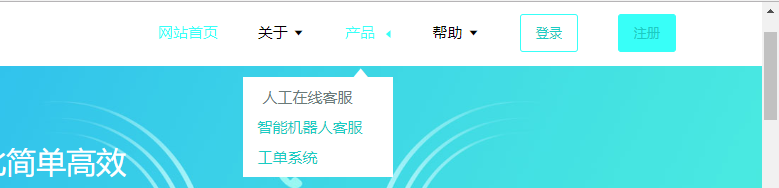 网站首页 关于 产品 帮助 登录 注册
人工在线客服
智能机器人客服
工单系统
简单高效